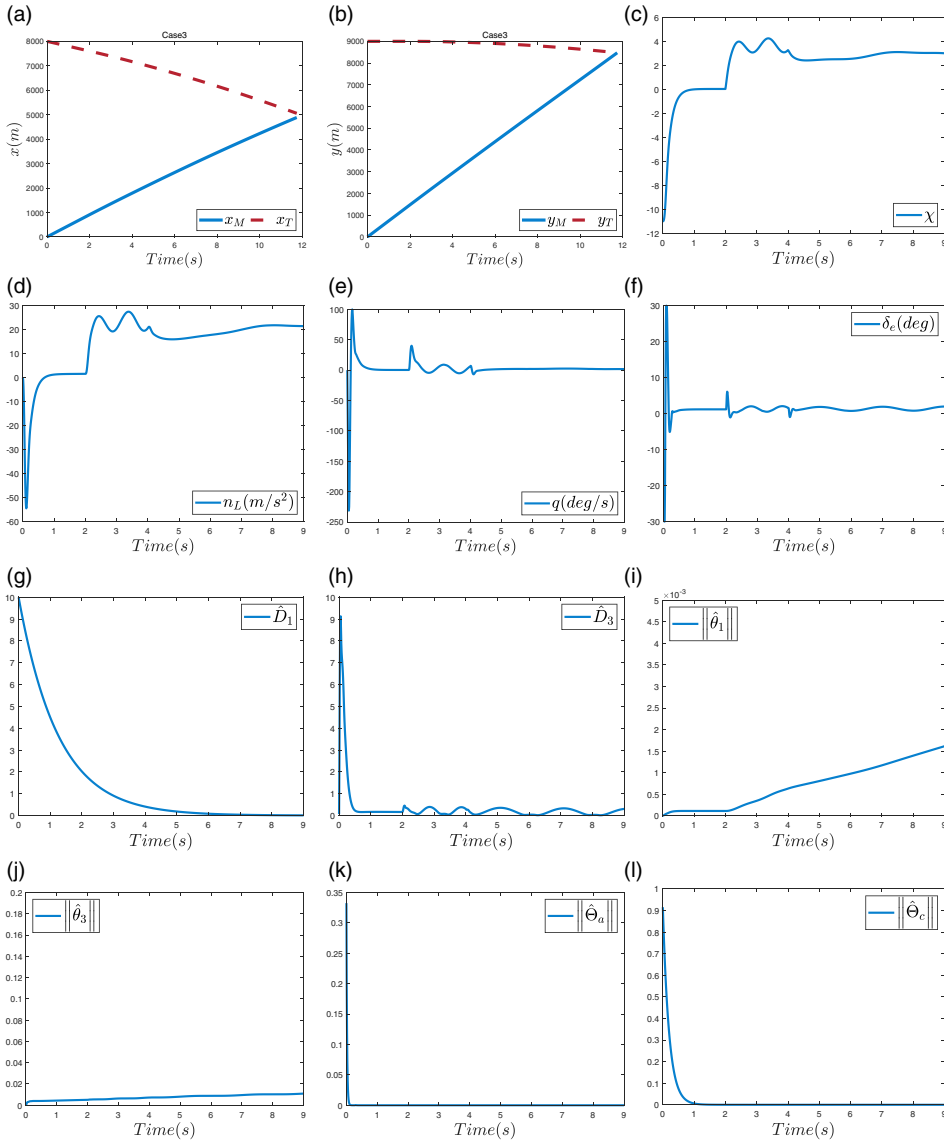 (a)
Case3
8000
7000
6000
5000
4000
3000
2000
1000
0
x(m)
x_M x_T
0 2 4 6 8 10 12
Time(s)
(b)
Case3
9000
8000
7000
6000
5000
4000
3000
2000
1000
0
y(m)
y_M y_T
0 2 4 6 8 10 12
Time(s)
(c)
6
4
2
0
-2
-4
-6
-8
-10
-12
χ
0 1 2 3 4 5 6 7 8 9
Time(s)
(d)
30
20
10
0
-10
-20
-30
-40
-50
-60
n_L(m/s²)
0 1 2 3 4 5 6 7 8 9
Time(s)
(e)
100
50
0
-50
-100
-150
-200
-250
q(deg/s)
0 1 2 3 4 5 6 7 8 9
Time(s)
(f)
30
20
10
0
-10
-20
-30
δ_e(deg)
0 1 2 3 4 5 6 7 8 9
Time(s)
(g)
10
9
8
7
6
5
4
3
2
1
0
D̂_1
0 1 2 3 4 5 6 7 8 9
Time(s)
(h)
10
9
8
7
6
5
4
3
2
1
0
D̂_3
0 1 2 3 4 5 6 7 8 9
Time(s)
(i)
×10⁻³
5
4.5
4
3.5
3
2.5
2
1.5
1
0.5
0
||θ̂_1||
0 1 2 3 4 5 6 7 8 9
Time(s)
(j)
0.2
0.18
0.16
0.14
0.12
0.1
0.08
0.06
0.04
0.02
0
||θ̂_3||
0 1 2 3 4 5 6 7 8 9
Time(s)
(k)
0.35
0.3
0.25
0.2
0.15
0.1
0.05
0
||Θ̂_a||
0 1 2 3 4 5 6 7 8 9
Time(s)
(l)
1
0.9
0.8
0.7
0.6
0.5
0.4
0.3
0.2
0.1
0
||Θ̂_c||
0 1 2 3 4 5 6 7 8 9
Time(s)